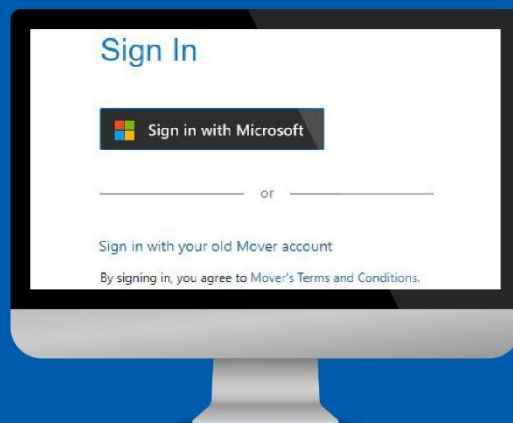 Sign In
Sign in with Microsoft
or
Sign in with your old Mover account
By signing in, you agree to Mover's Terms and Conditions.